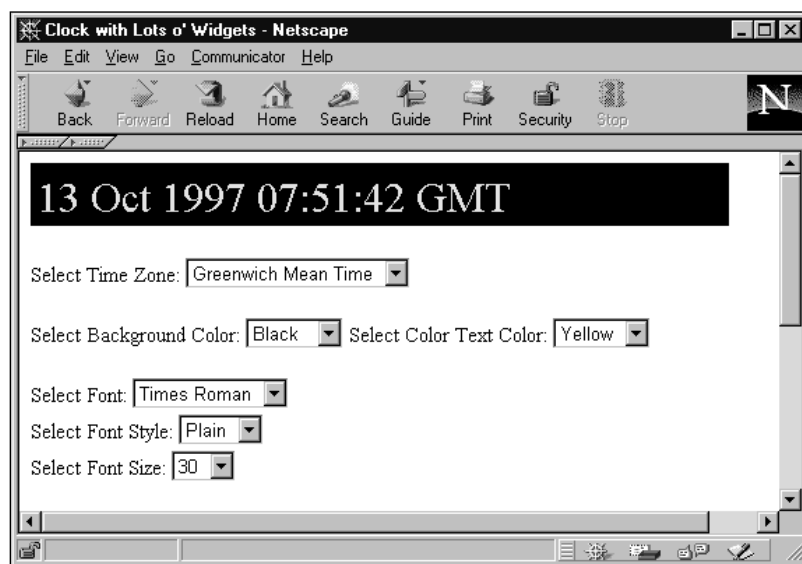 Clock with Lots o' Widgets - Netscape
File Edit View Go Communicator Help
Back Forward Reload Home Search Guide Print Security Stop
N
13 Oct 1997 07:51:42 GMT
Select Time Zone: Greenwich Mean Time
Select Background Color: Black Select Color Text Color: Yellow
Select Font: Times Roman
Select Font Style: Plain
Select Font Size: 30